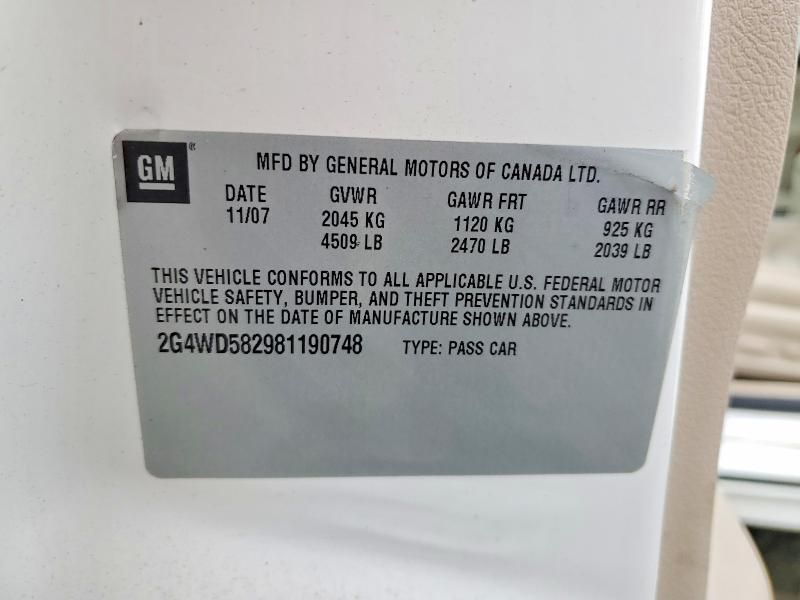 GM ®
MFD BY GENERAL MOTORS OF CANADA LTD.
DATE GVWR GAWR FRT GAWR RR
11/07 2045 KG 1120 KG 925 KG
4509 LB 2470 LB 2039 LB
THIS VEHICLE CONFORMS TO ALL APPLICABLE U.S. FEDERAL MOTOR
VEHICLE SAFETY, BUMPER, AND THEFT PREVENTION STANDARDS IN
EFFECT ON THE DATE OF MANUFACTURE SHOWN ABOVE.
2G4WD582981190748 TYPE: PASS CAR